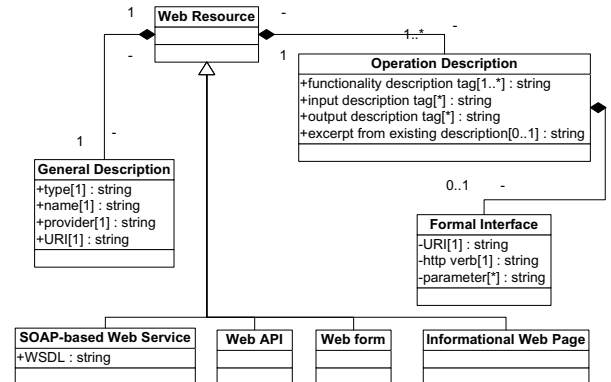 1
Web Resource
-
-
1
1..*
-
Operation Description
+functionality description tag[1..*] : string
+input description tag[*] : string
+output description tag[*] : string
+excerpt from existing description[0..1] : string
1
-
General Description
+type[1] : string
+name[1] : string
+provider[1] : string
+URI[1] : string
0..1
-
Formal Interface
-URI[1] : string
-http verb[1] : string
-parameter[*] : string
SOAP-based Web Service
+WSDL : string
Web API
Web form
Informational Web Page